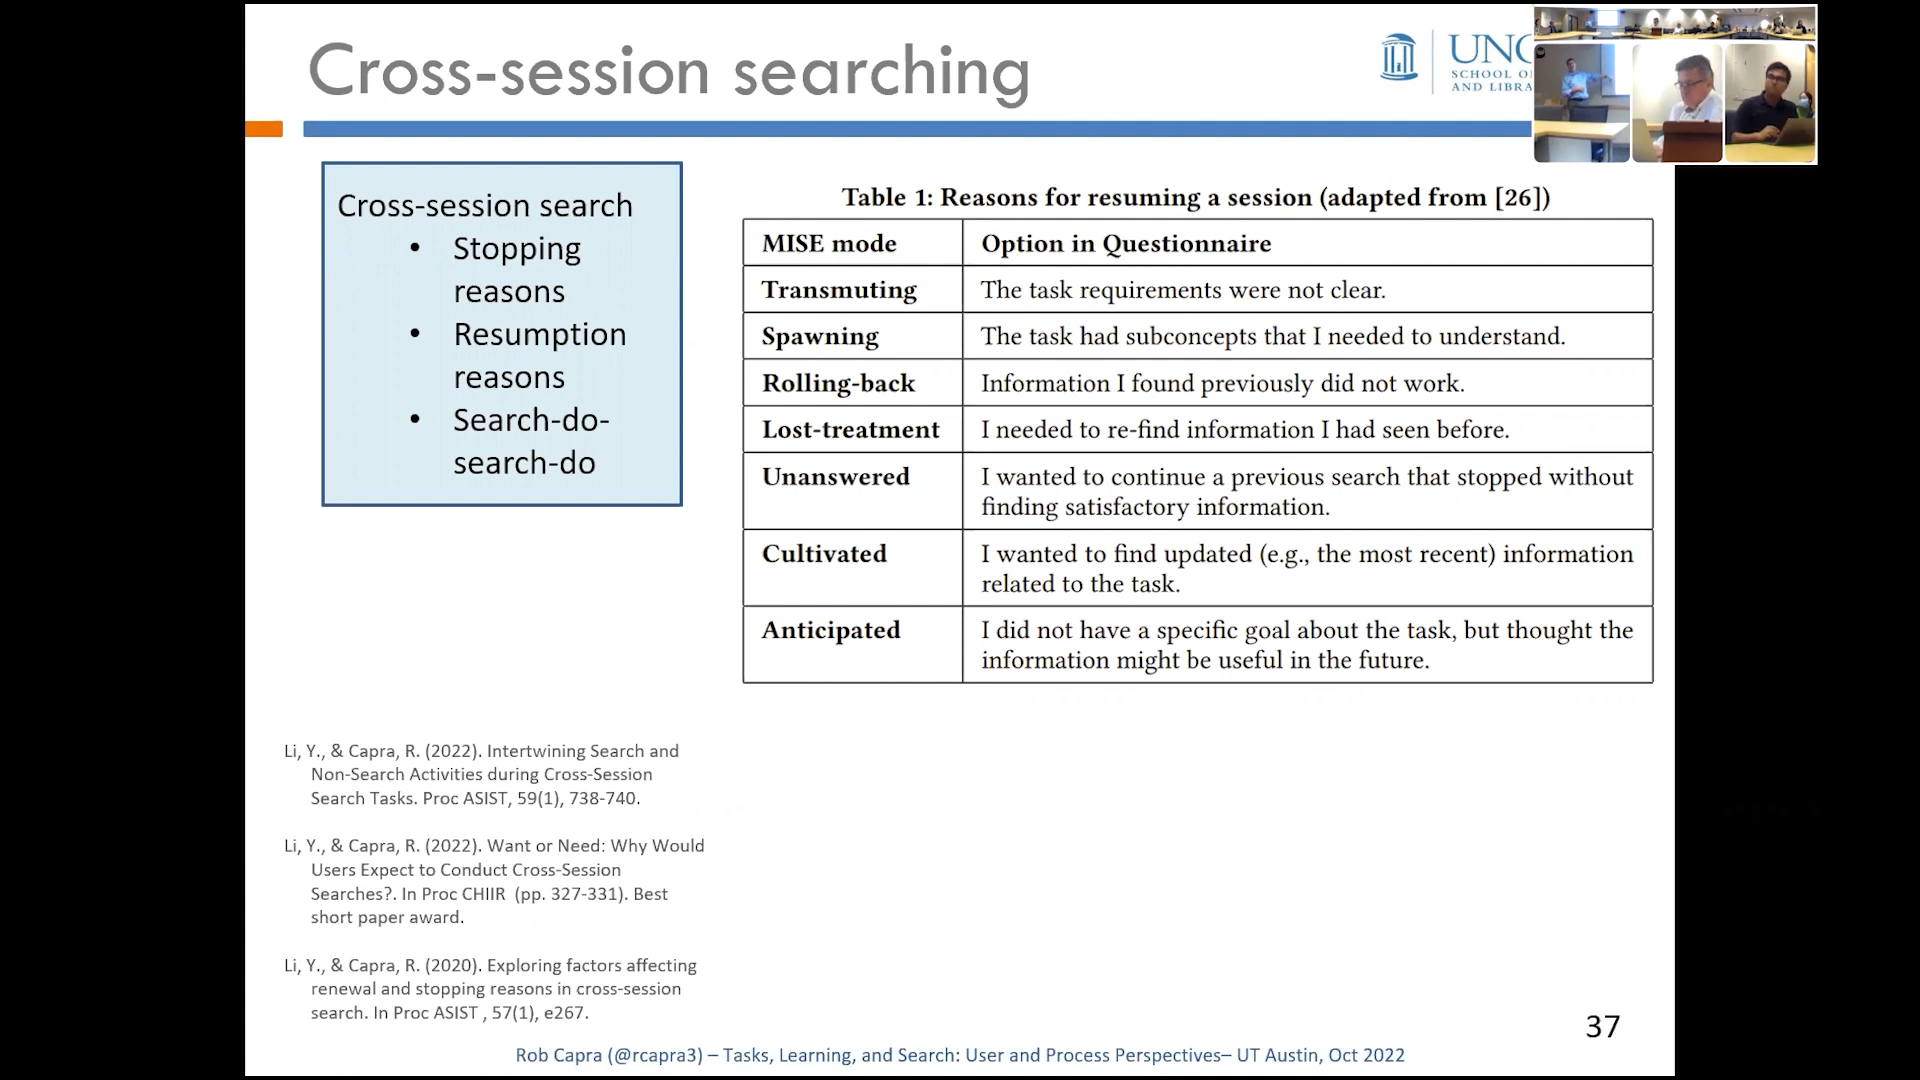 Cross-session searching
UNC
SCHOOL O
AND LIBRA
Cross-session search
• Stopping
reasons
• Resumption
reasons
• Search-do-
search-do
Table 1: Reasons for resuming a session (adapted from [26])
MISE mode Option in Questionnaire
Transmuting The task requirements were not clear.
Spawning The task had subconcepts that I needed to understand.
Rolling-back Information I found previously did not work.
Lost-treatment I needed to re-find information I had seen before.
Unanswered I wanted to continue a previous search that stopped without
finding satisfactory information.
Cultivated I wanted to find updated (e.g., the most recent) information
related to the task.
Anticipated I did not have a specific goal about the task, but thought the
information might be useful in the future.
Li, Y., & Capra, R. (2022). Intertwining Search and
Non-Search Activities during Cross-Session
Search Tasks. Proc ASIST, 59(1), 738-740.
Li, Y., & Capra, R. (2022). Want or Need: Why Would
Users Expect to Conduct Cross-Session
Searches?. In Proc CHIIR (pp. 327-331). Best
short paper award.
Li, Y., & Capra, R. (2020). Exploring factors affecting
renewal and stopping reasons in cross-session
search. In Proc ASIST , 57(1), e267.
37
Rob Capra (@rcapra3) – Tasks, Learning, and Search: User and Process Perspectives– UT Austin, Oct 2022